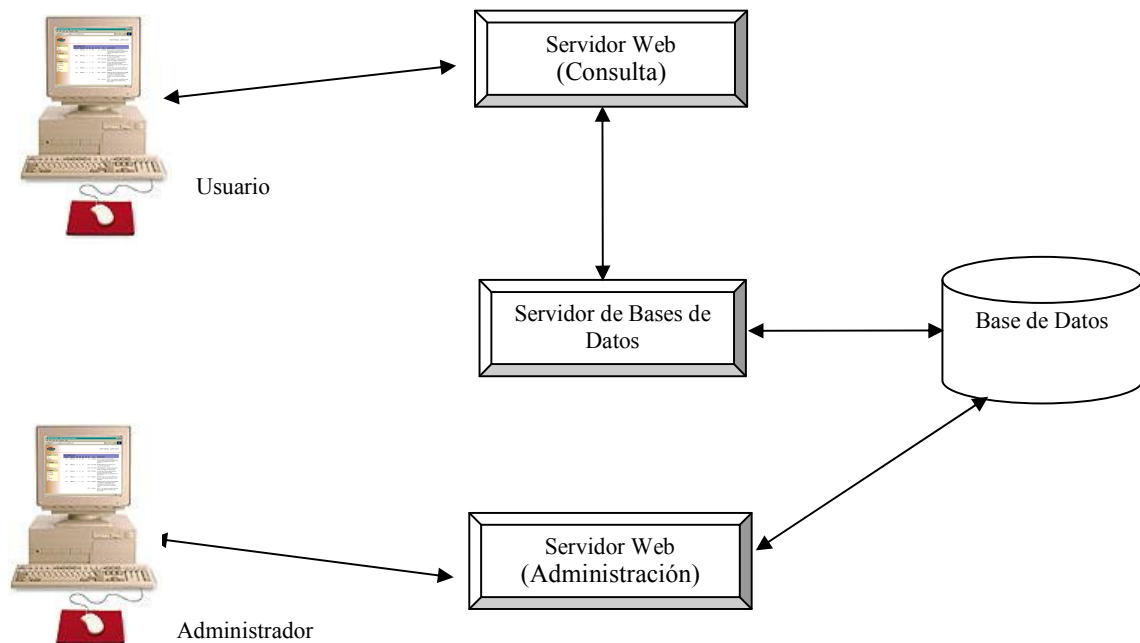 Servidor Web
(Consulta)
Usuario
Servidor de Bases de
Datos
Base de Datos
Servidor Web
(Administración)
Administrador